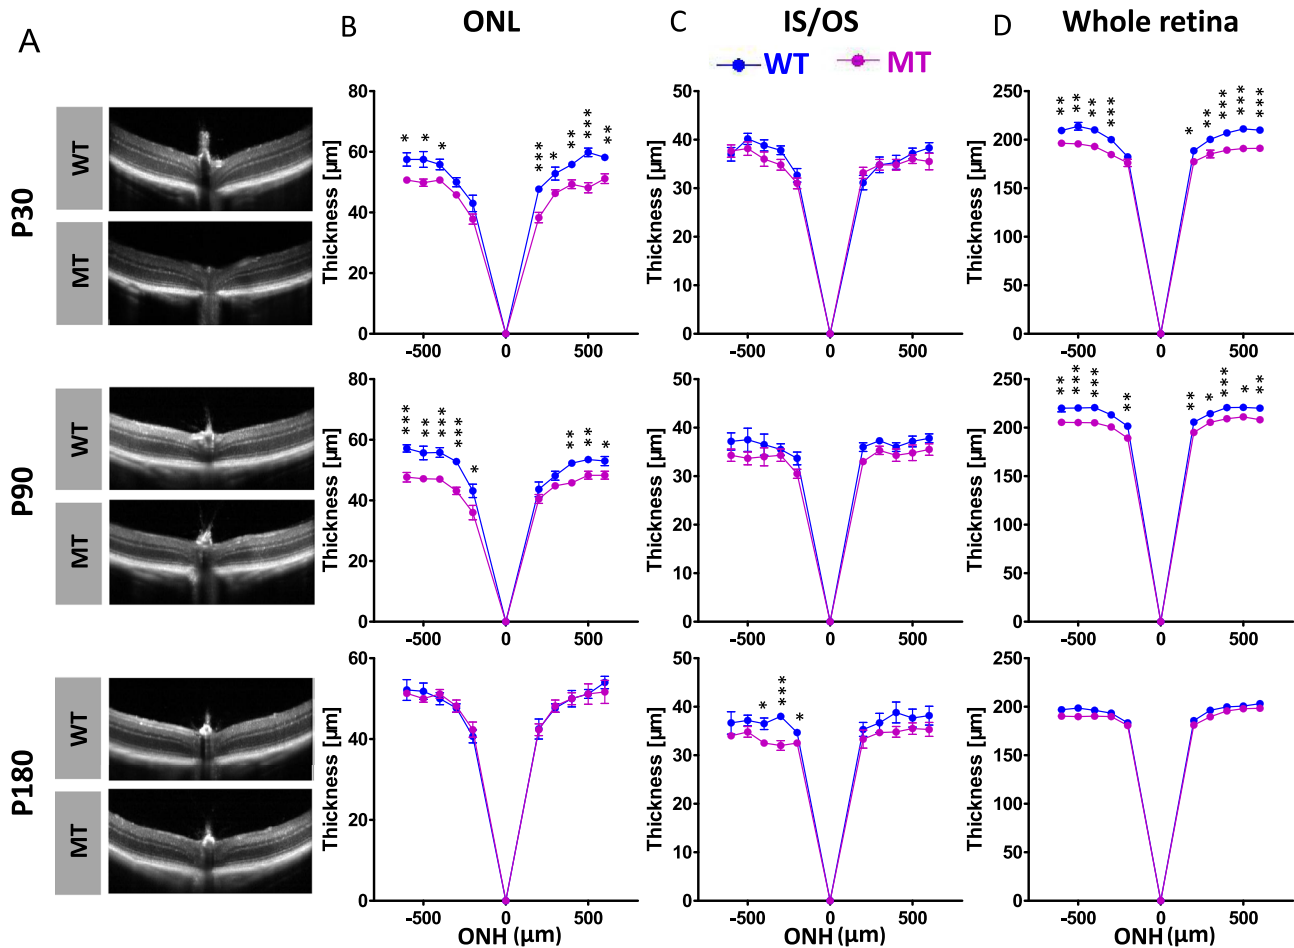 A
B
ONL
C
IS/OS
D
Whole retina
WT
MT
P30
WT
MT
Thickness [µm]
80
60
40
20
0
-500
0
500
* * * *** * ** *** **
Thickness [µm]
50
40
30
20
10
0
-500
0
500
Thickness [µm]
250
200
150
100
50
0
-500
0
500
** *** ** *** * ** *** *** ***
P90
WT
MT
Thickness [µm]
80
60
40
20
0
-500
0
500
*** ** *** *** * ** ** *
Thickness [µm]
50
40
30
20
10
0
-500
0
500
Thickness [µm]
250
200
150
100
50
0
-500
0
500
** *** *** ** ** * *** * **
P180
WT
MT
Thickness [µm]
60
40
20
0
-500
0
500
ONH (µm)
Thickness [µm]
50
40
30
20
10
0
-500
0
500
* *** *
ONH (µm)
Thickness [µm]
250
200
150
100
50
0
-500
0
500
ONH (µm)